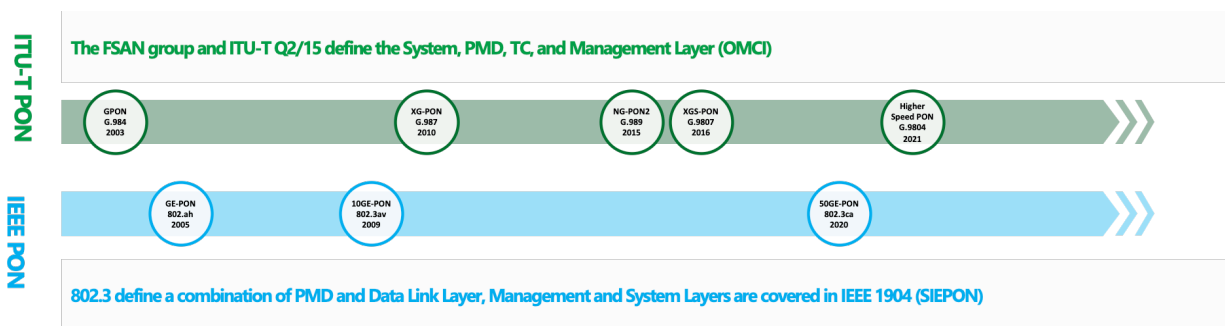 ITU-T PON
The FSAN group and ITU-T Q2/15 define the System, PMD, TC, and Management Layer (OMCI)
GPON
G.984
2003
XG-PON
G.987
2010
NG-PON2
G.989
2015
XGS-PON
G.9807
2016
Higher
Speed PON
G.9804
2021
IEEE PON
GE-PON
802.ah
2005
10GE-PON
802.3av
2009
50GE-PON
802.3ca
2020
802.3 define a combination of PMD and Data Link Layer, Management and System Layers are covered in IEEE 1904 (SIEPON)